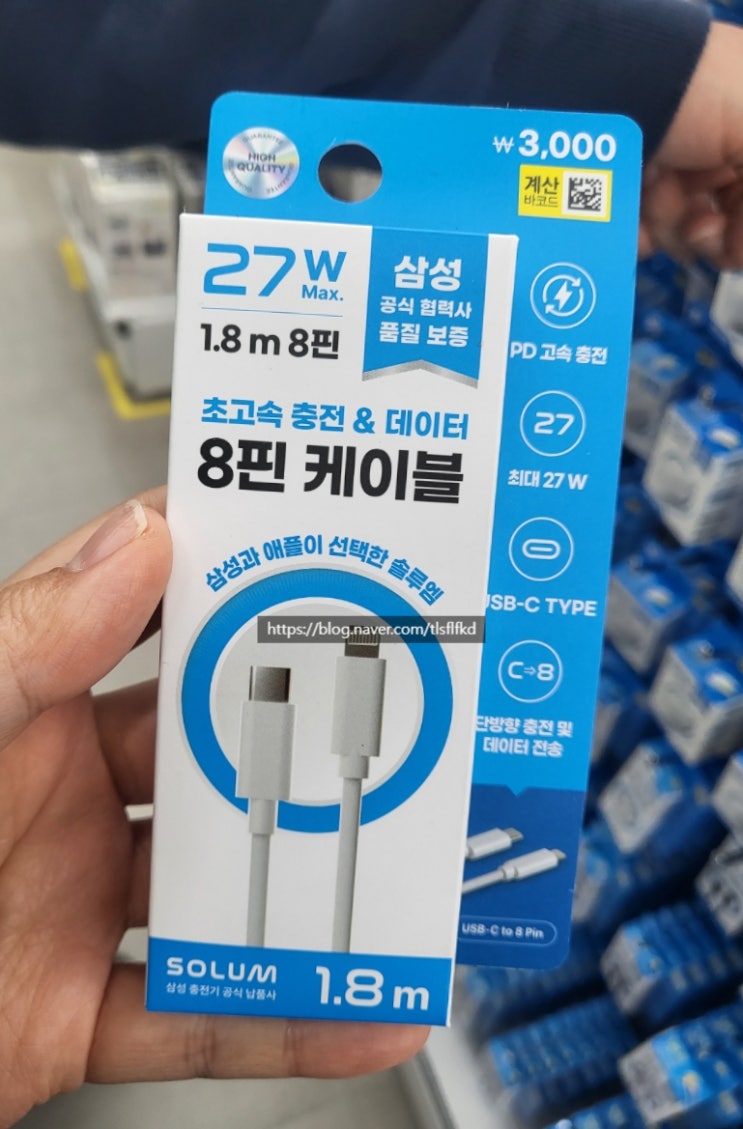 GUARANTEE
HIGH
QUALITY
GUARANTEE
₩3,000
계산
바코드
27W
Max.
1.8 m 8핀
삼성
공식 협력사
품질 보증
초고속 충전 & 데이터
8핀 케이블
삼성과 애플이 선택한 솔루엠
https://blog.naver.com/tlsflfkd
SOLUM
삼성 충전기 공식 납품사
1.8 m
PD 고속 충전
27
최대 27 W
USB-C TYPE
C⇒8
단방향 충전 및
데이터 전송
USB-C to 8 Pin